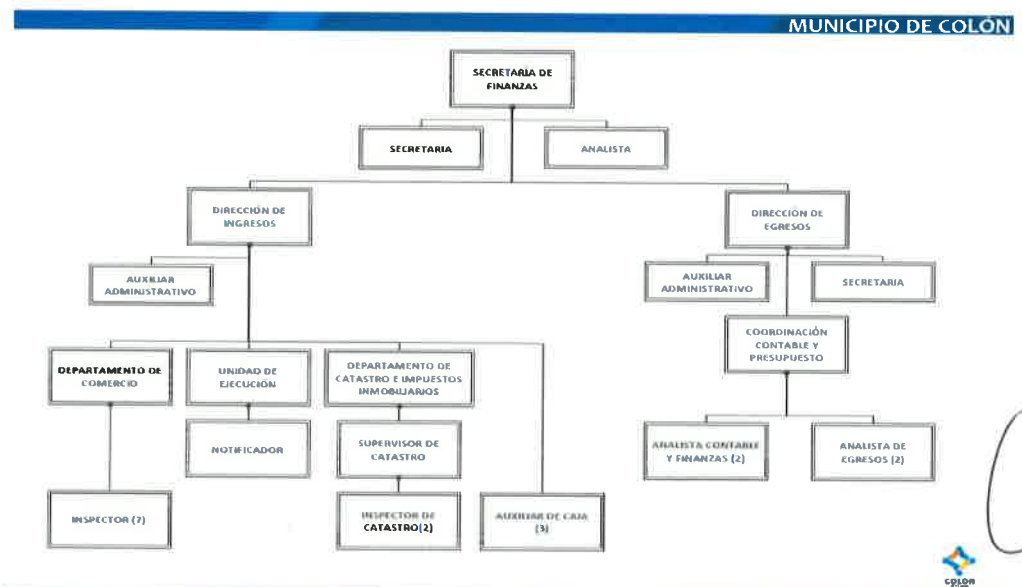 MUNICIPIO DE COLÓN
SECRETARÍA DE
FINANZAS
SECRETARIA
ANALISTA
DIRECCIÓN DE
INGRESOS
DIRECCIÓN DE
EGRESOS
AUXILIAR
ADMINISTRATIVO
AUXILIAR
ADMINISTRATIVO
SECRETARIA
COORDINACIÓN
CONTABLE Y
PRESUPUESTO
DEPARTAMENTO DE
COMERCIO
UNIDAD DE
EJECUCIÓN
DEPARTAMENTO DE
CATASTRO E IMPUESTOS
INMOBILIARIOS
NOTIFICADOR
SUPERVISOR DE
CATASTRO
ANALISTA CONTABLE
Y FINANZAS (2)
ANALISTA DE
EGRESOS (2)
INSPECTOR (7)
INSPECTOR DE
CATASTRO(2)
AUXILIAR DE CAJA
(3)
COLON